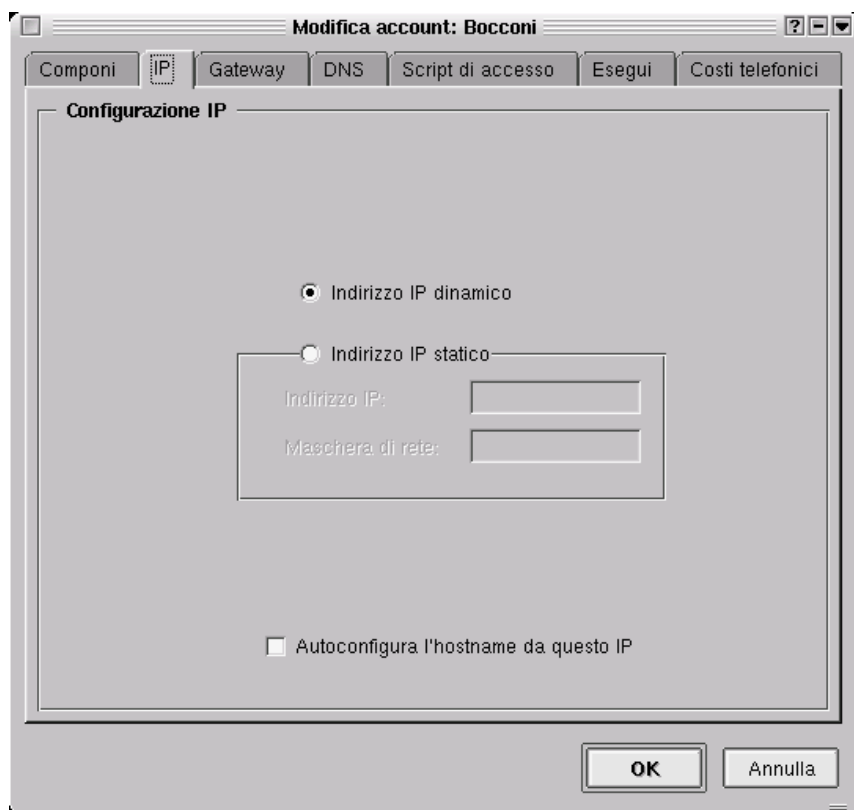 Modifica account: Bocconi
Componi IP Gateway DNS Script di accesso Esegui Costi telefonici
Configurazione IP
Indirizzo IP dinamico
Indirizzo IP statico
Indirizzo IP:
Maschera di rete:
Autoconfigura l'hostname da questo IP
OK Annulla